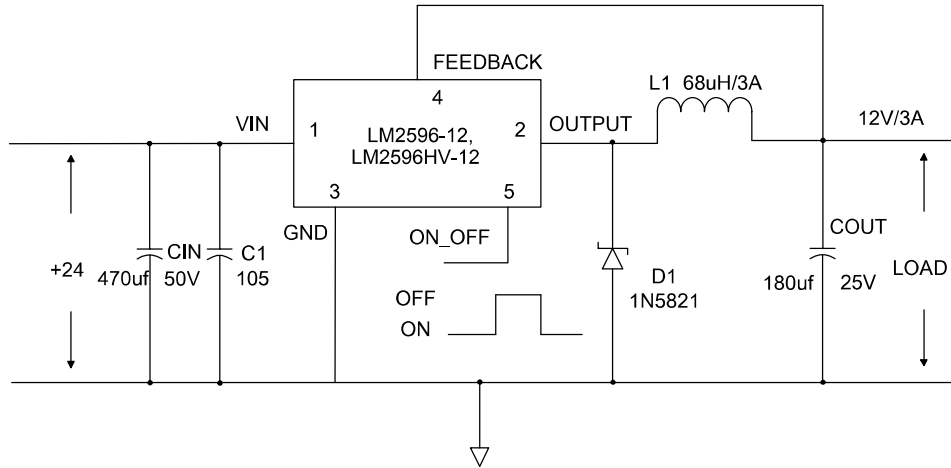 FEEDBACK
L1 68uH/3A
4
VIN
1
LM2596-12,
LM2596HV-12
2
OUTPUT
12V/3A
3
5
GND
ON_OFF
COUT
CIN
C1
+24
470uf
50V
105
D1
1N5821
180uf
25V
LOAD
OFF
ON